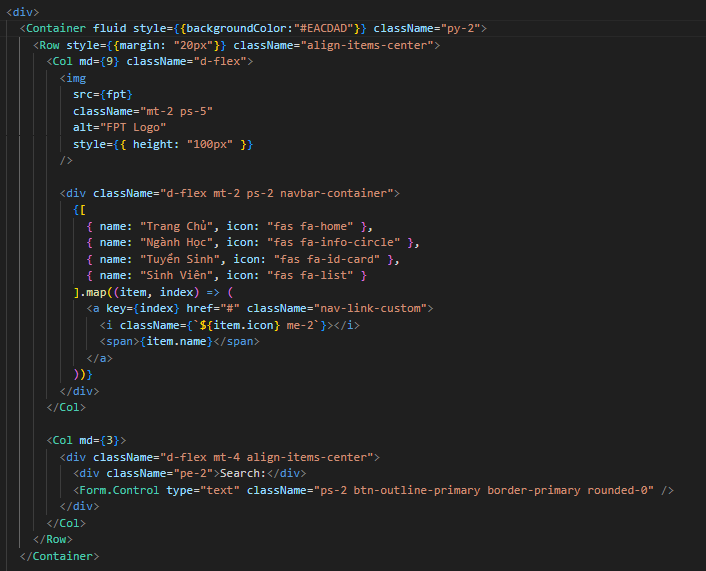 <div>
<Container fluid style={{backgroundColor:"#EACDAD"}} className="py-2">
<Row style={{margin: "20px"}} className="align-items-center">
<Col md={9} className="d-flex">
<img
src={fpt}
className="mt-2 ps-5"
alt="FPT Logo"
style={{ height: "100px" }}
/>
<div className="d-flex mt-2 ps-2 navbar-container">
{[
{ name: "Trang Chủ", icon: "fas fa-home" },
{ name: "Ngành Học", icon: "fas fa-info-circle" },
{ name: "Tuyển Sinh", icon: "fas fa-id-card" },
{ name: "Sinh Viên", icon: "fas fa-list" }
].map((item, index) => (
<a key={index} href="#" className="nav-link-custom">
<i className={`${item.icon} me-2`}></i>
<span>{item.name}</span>
</a>
))}
</div>
</Col>
<Col md={3}>
<div className="d-flex mt-4 align-items-center">
<div className="pe-2">Search:</div>
<Form.Control type="text" className="ps-2 btn-outline-primary border-primary rounded-0" />
</div>
</Col>
</Row>
</Container>